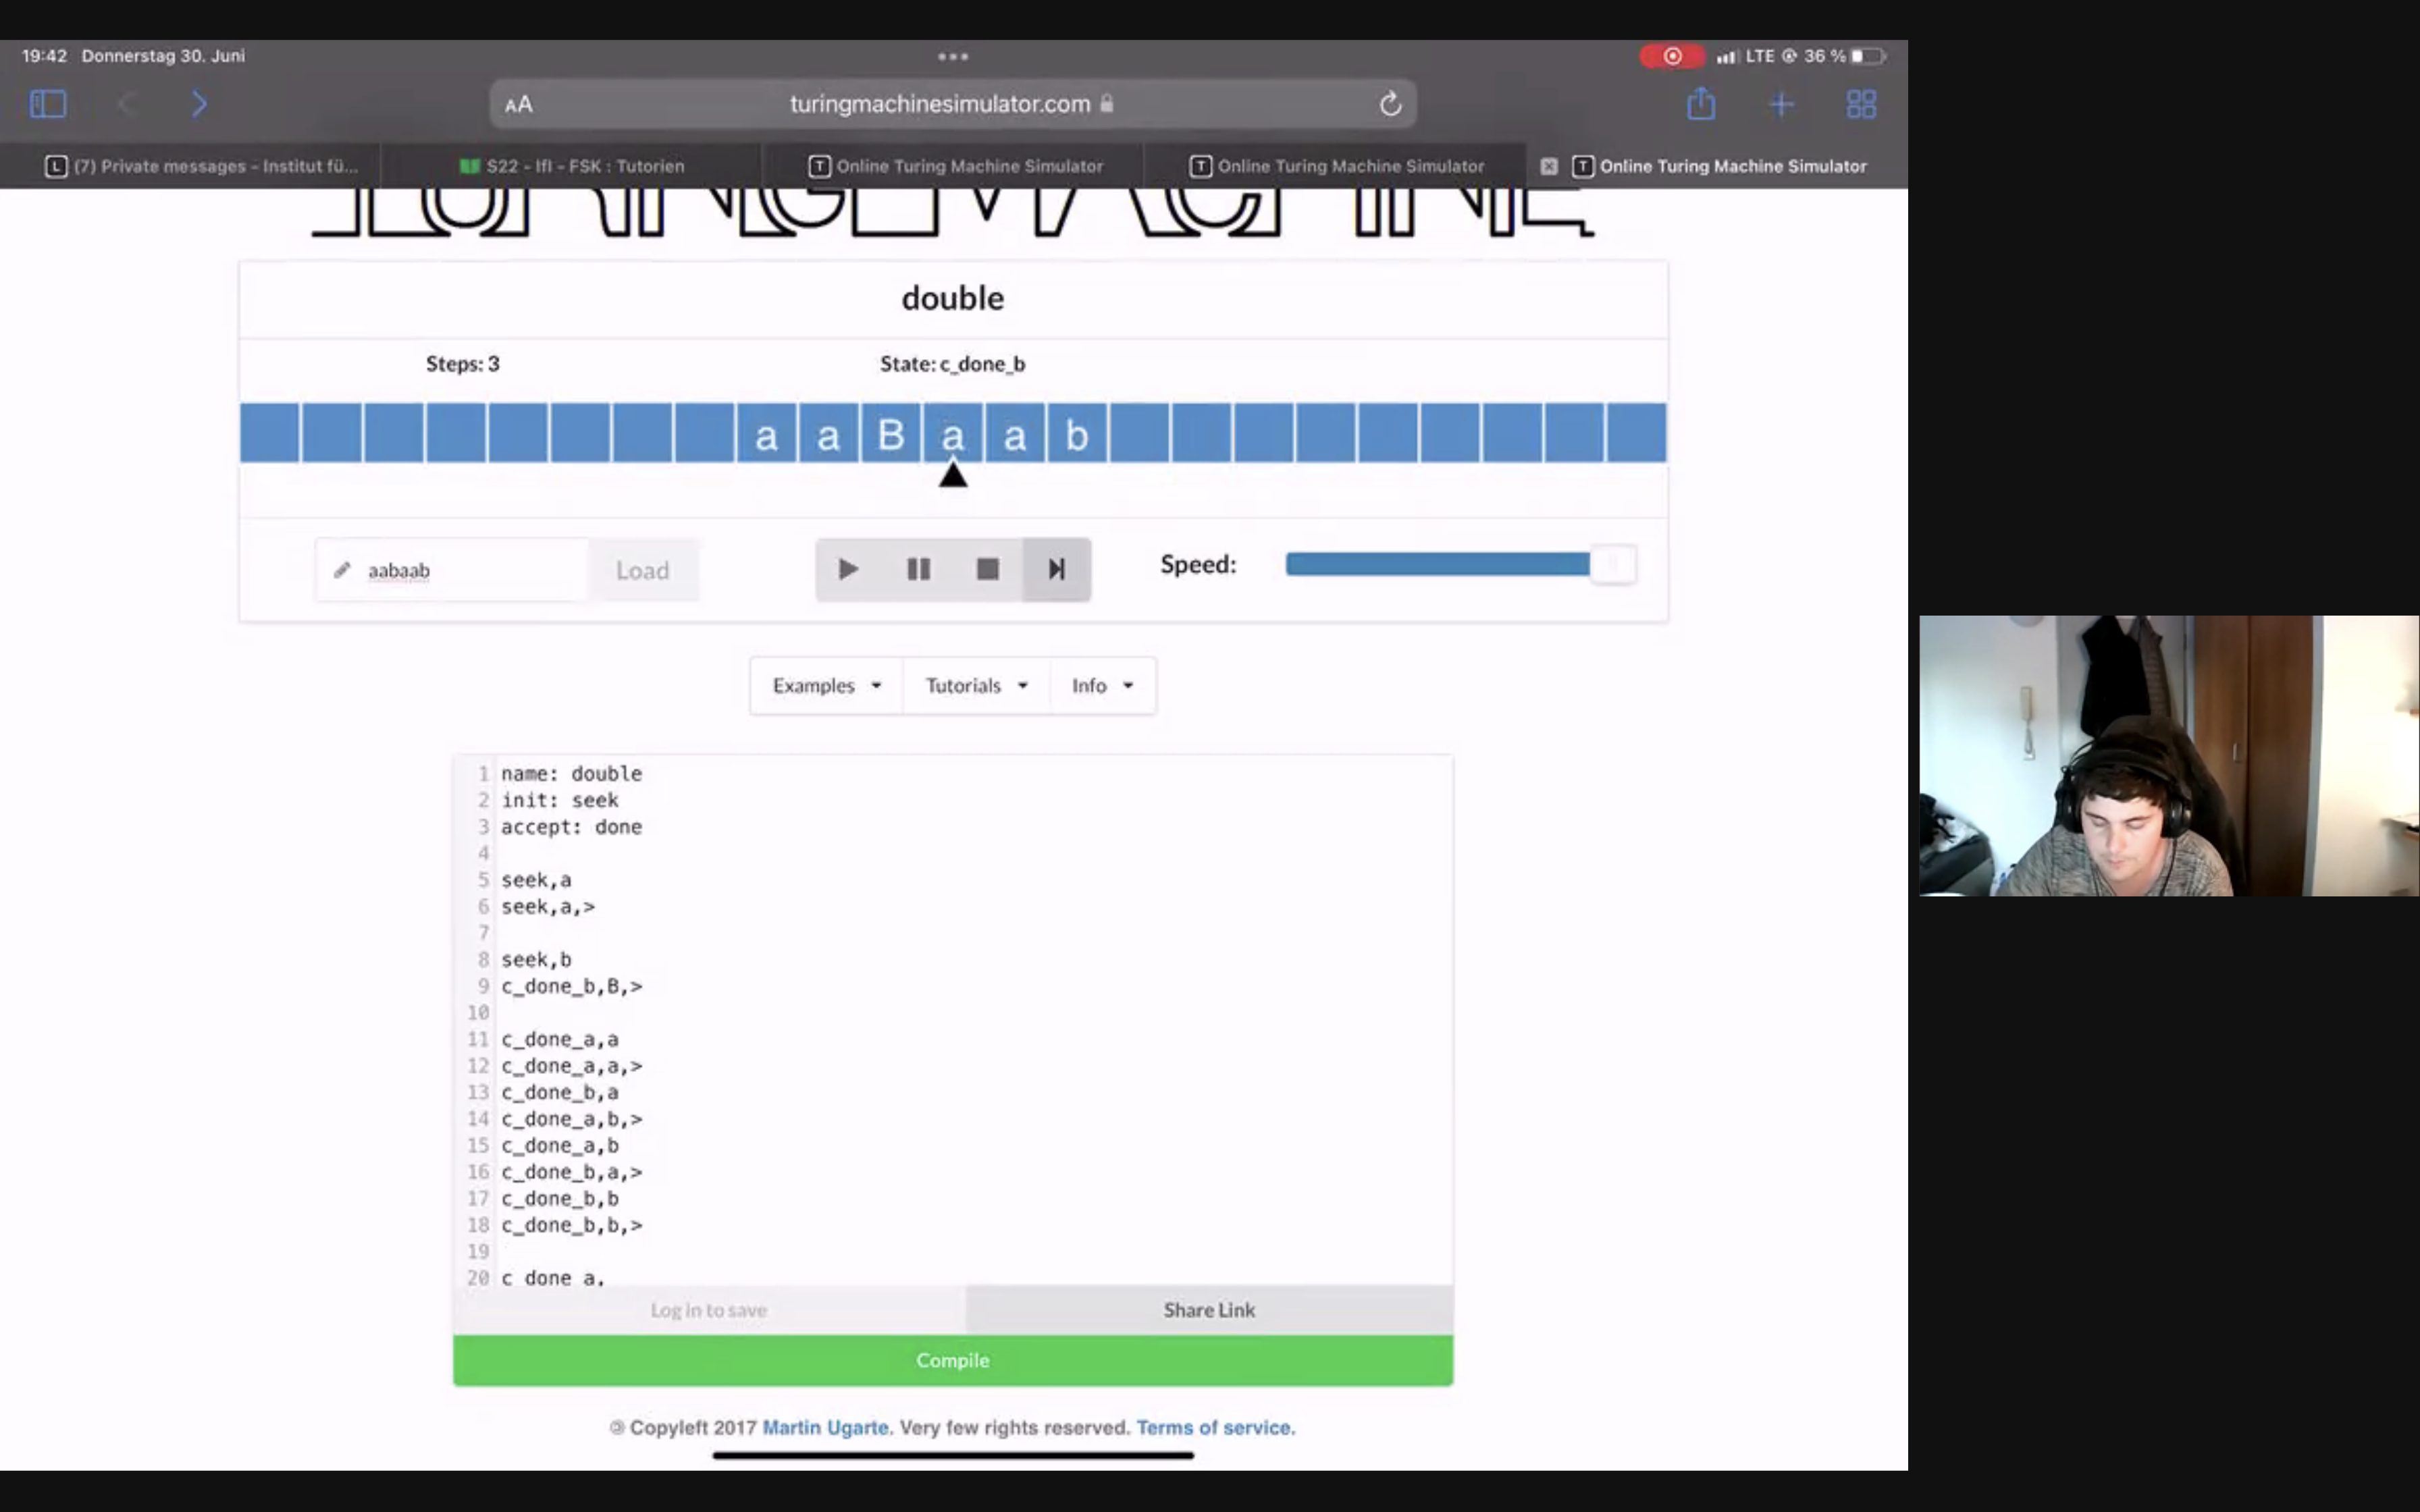 19:42 Donnerstag 30. Juni
LTE 36 %
AA turingmachinesimulator.com
L (7) Private messages - Institut fü...
S22 - IfI - FSK : Tutorien
T Online Turing Machine Simulator
T Online Turing Machine Simulator
T Online Turing Machine Simulator
TURING MACHINE
double
Steps: 3 State: c_done_b
a a B a a b
aabaab Load Speed:
Examples Tutorials Info
1 name: double
2 init: seek
3 accept: done
4
5 seek,a
6 seek,a,>
7
8 seek,b
9 c_done_b,B,>
10
11 c_done_a,a
12 c_done_a,a,>
13 c_done_b,a
14 c_done_a,b,>
15 c_done_a,b
16 c_done_b,a,>
17 c_done_b,b
18 c_done_b,b,>
19
20 c_done_a,
Log in to save Share Link
Compile
Copyleft 2017 Martin Ugarte. Very few rights reserved. Terms of service.